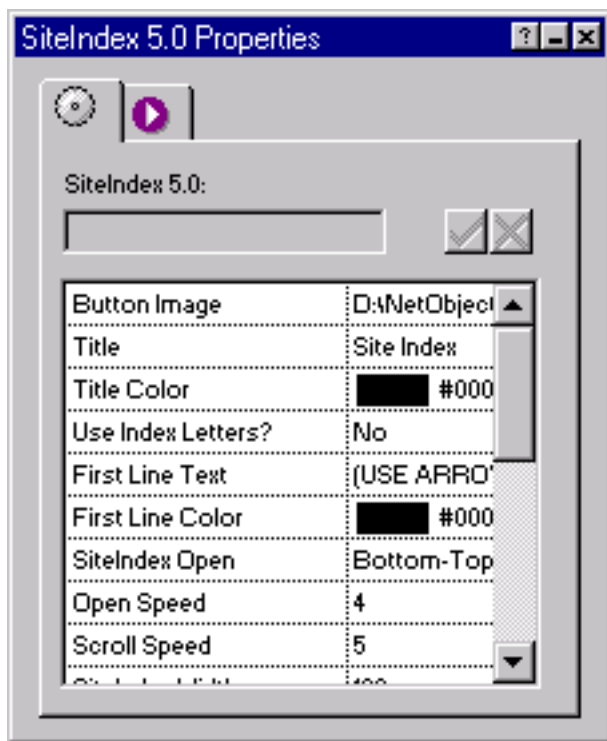 SiteIndex 5.0 Properties
SiteIndex 5.0:
Button Image D:\NetObject
Title Site Index
Title Color #000
Use Index Letters? No
First Line Text (USE ARRO
First Line Color #000
SiteIndex Open Bottom-Top
Open Speed 4
Scroll Speed 5